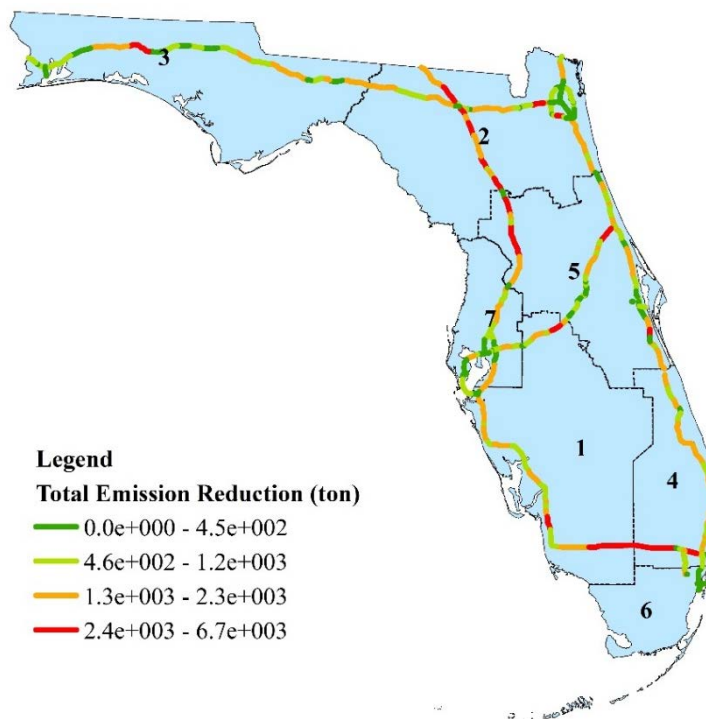 3
2
5
7
1
4
6
Legend
Total Emission Reduction (ton)
0.0e+000 - 4.5e+002
4.6e+002 - 1.2e+003
1.3e+003 - 2.3e+003
2.4e+003 - 6.7e+003